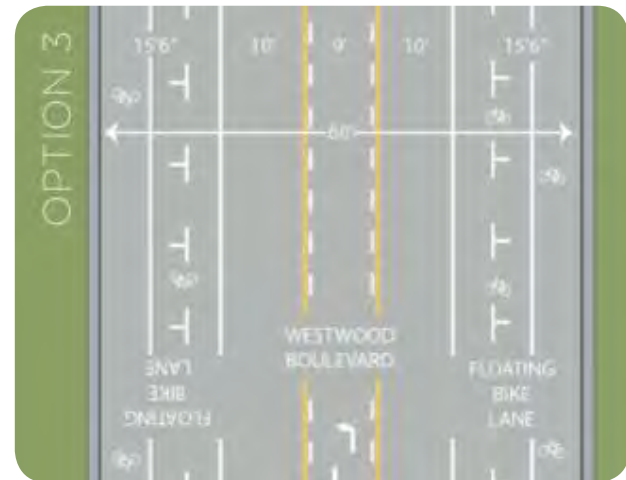 OPTION 3
15'6"
10'
9'
10'
15'6"
60'
WESTWOOD
BOULEVARD
FLOATING
BIKE
LANE
FLOATING
BIKE
LANE